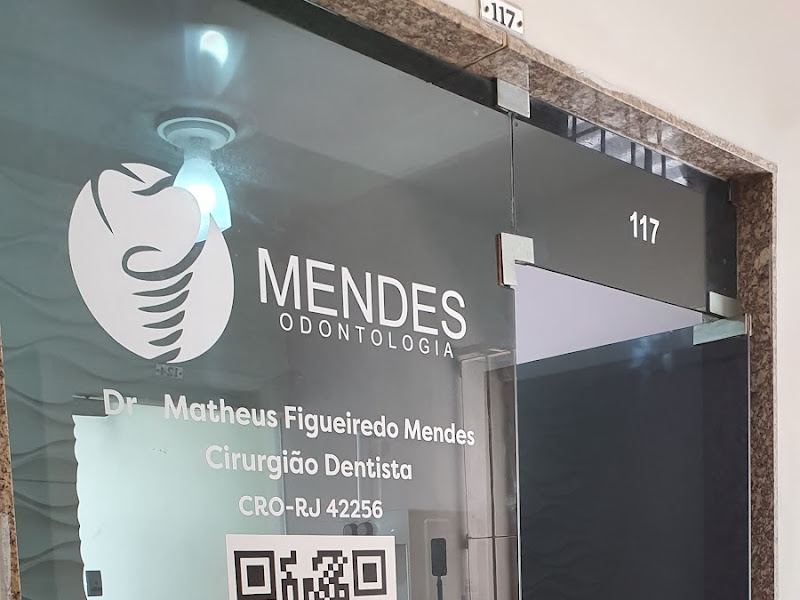 117
117
MENDES
ODONTOLOGIA
Dr Matheus Figueiredo Mendes
Cirurgião Dentista
CRO-RJ 42256